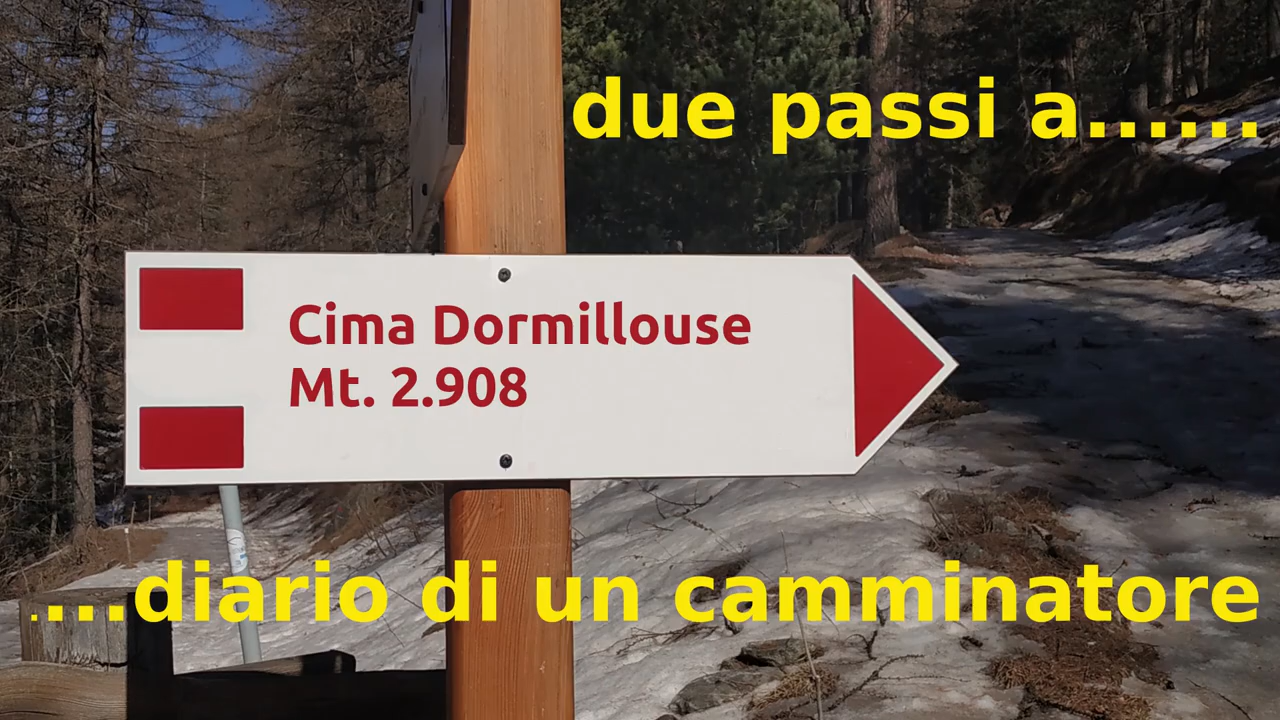 due passi a......
Cima Dormillouse
Mt. 2.908
....diario di un camminatore